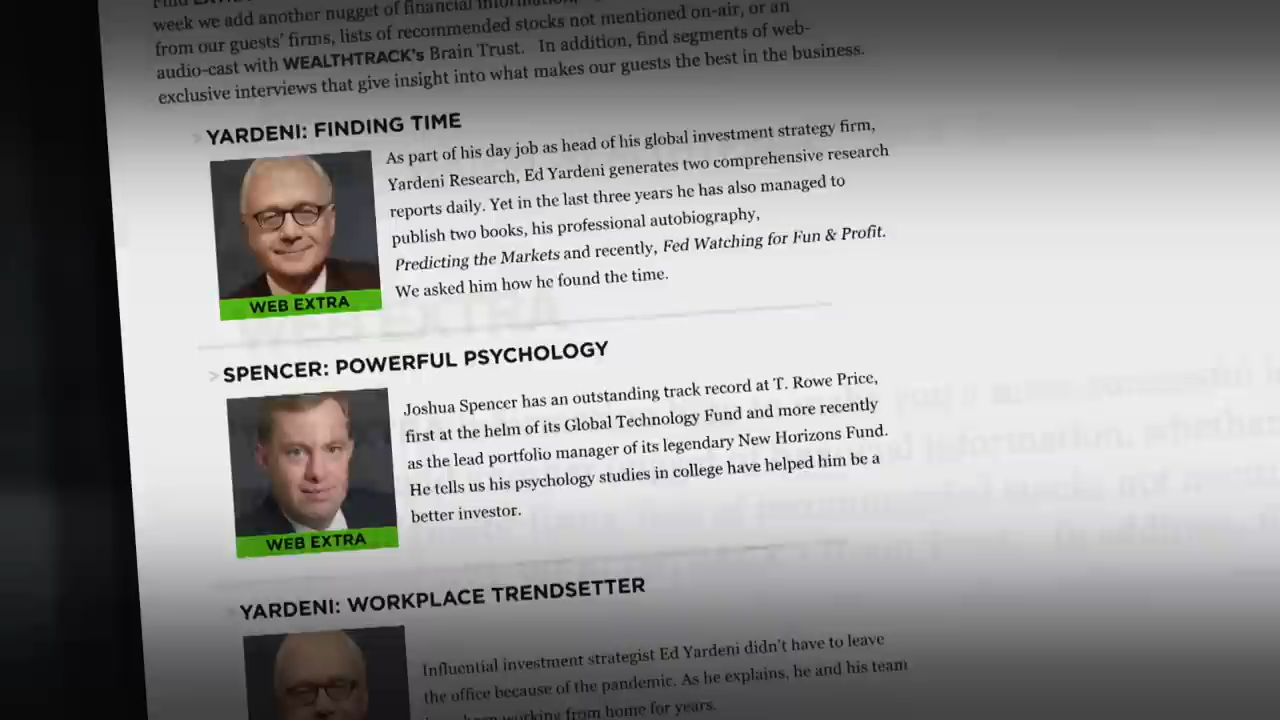 week we add another nugget of financial information,
from our guests' firms, lists of recommended stocks not mentioned on-air, or an
audio-cast with WEALTHTRACK's Brain Trust. In addition, find segments of web-
exclusive interviews that give insight into what makes our guests the best in the business.
> YARDENI: FINDING TIME
As part of his day job as head of his global investment strategy firm,
Yardeni Research, Ed Yardeni generates two comprehensive research
reports daily. Yet in the last three years he has also managed to
publish two books, his professional autobiography,
Predicting the Markets and recently, Fed Watching for Fun & Profit.
We asked him how he found the time.
WEB EXTRA
> SPENCER: POWERFUL PSYCHOLOGY
Joshua Spencer has an outstanding track record at T. Rowe Price,
first at the helm of its Global Technology Fund and more recently
as the lead portfolio manager of its legendary New Horizons Fund.
He tells us his psychology studies in college have helped him be a
better investor.
WEB EXTRA
> YARDENI: WORKPLACE TRENDSETTER
Influential investment strategist Ed Yardeni didn't have to leave
the office because of the pandemic. As he explains, he and his team
been working from home for years.